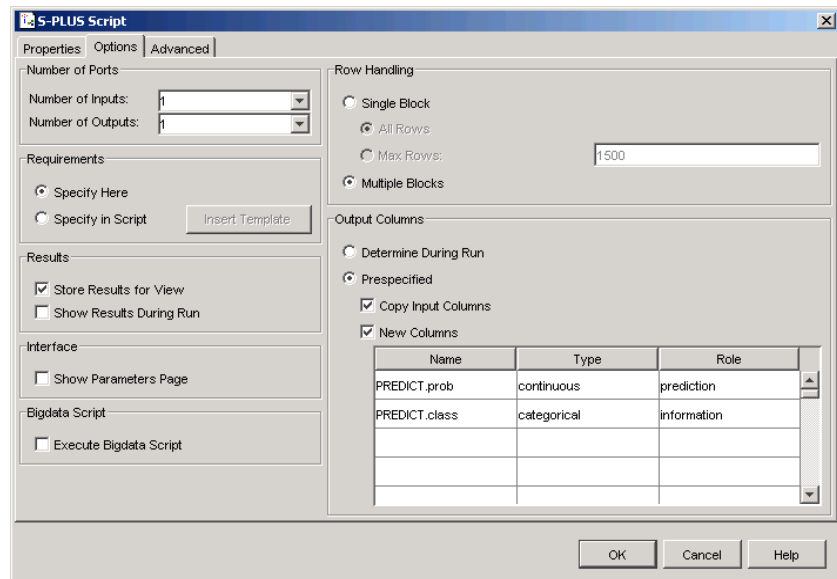 S-PLUS Script
Properties Options Advanced
Number of Ports
Number of Inputs: 1
Number of Outputs: 1
Requirements
Specify Here
Specify in Script Insert Template
Results
Store Results for View
Show Results During Run
Interface
Show Parameters Page
Bigdata Script
Execute Bigdata Script
Row Handling
Single Block
All Rows
Max Rows: 1500
Multiple Blocks
Output Columns
Determine During Run
Prespecified
Copy Input Columns
New Columns
Name Type Role
PREDICT.prob continuous prediction
PREDICT.class categorical information
OK Cancel Help